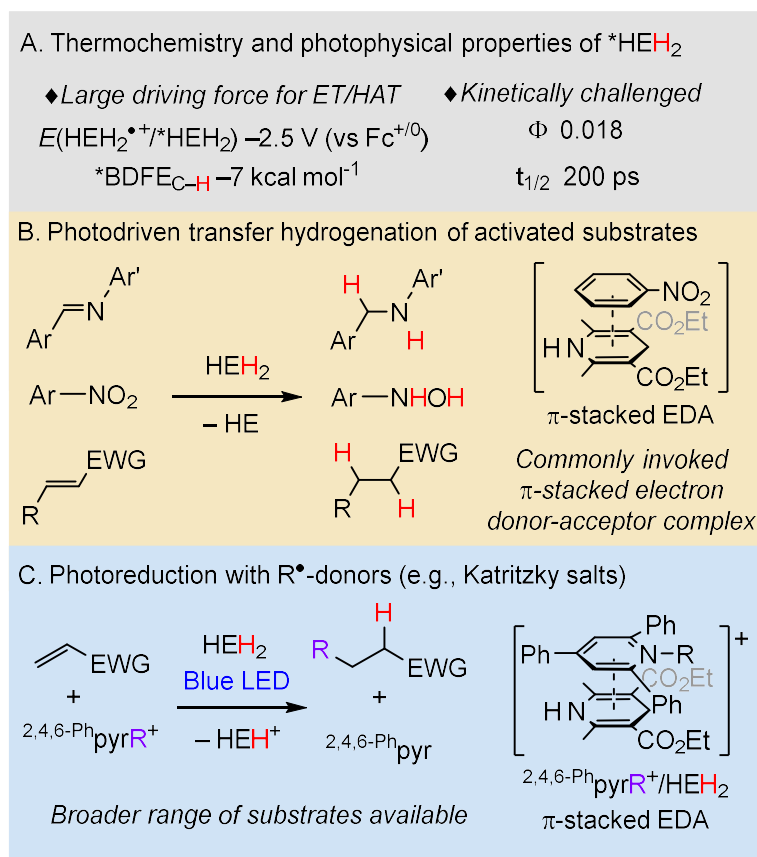 A. Thermochemistry and photophysical properties of *HEH₂
♦Large driving force for ET/HAT
♦Kinetically challenged
E(HEH₂•⁺/*HEH₂) –2.5 V (vs Fc⁺/⁰)
Φ 0.018
*BDFE_C–H –7 kcal mol⁻¹
t₁/₂ 200 ps
B. Photodriven transfer hydrogenation of activated substrates
Ar'
N
Ar
H
Ar'
N
Ar
H
Ar—NO₂
HEH₂
– HE
Ar—NHOH
EWG
R
H
EWG
R
H
NO₂
CO₂Et
HN
CO₂Et
π-stacked EDA
Commonly invoked
π-stacked electron
donor-acceptor complex
C. Photoreduction with R•-donors (e.g., Katritzky salts)
EWG
+
²,⁴,⁶⁻ᴾʰpyrR⁺
HEH₂
Blue LED
– HEH⁺
H
R
EWG
+
²,⁴,⁶⁻ᴾʰpyr
Broader range of substrates available
Ph
Ph
N–R
CO₂Et
Ph
HN
CO₂Et
+
²,⁴,⁶⁻ᴾʰpyrR⁺/HEH₂
π-stacked EDA